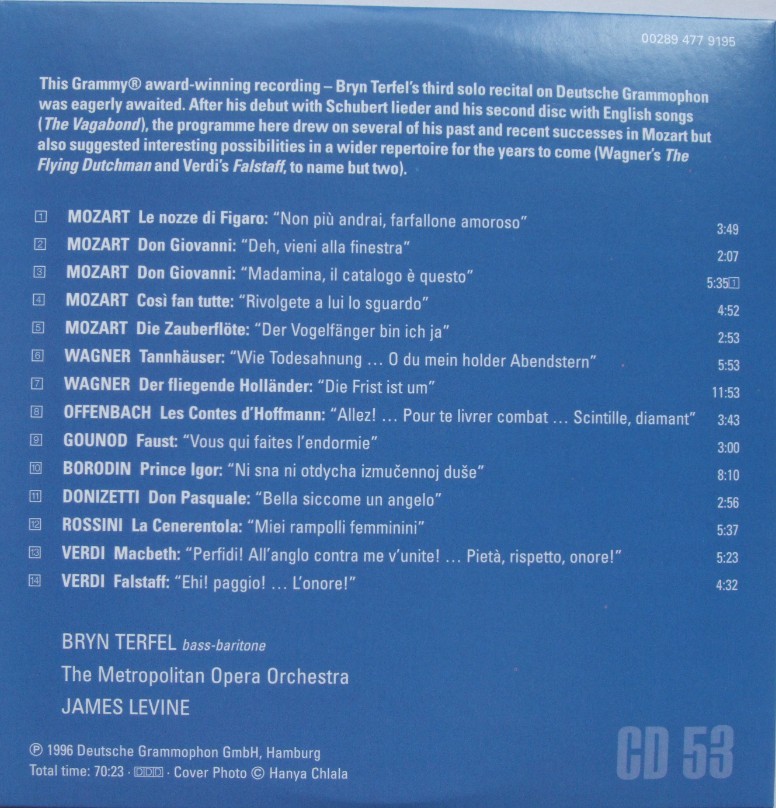 00289 477 9195
This Grammy® award-winning recording – Bryn Terfel's third solo recital on Deutsche Grammophon
was eagerly awaited. After his debut with Schubert lieder and his second disc with English songs
(The Vagabond), the programme here drew on several of his past and recent successes in Mozart but
also suggested interesting possibilities in a wider repertoire for the years to come (Wagner's The
Flying Dutchman and Verdi's Falstaff, to name but two).
1 MOZART Le nozze di Figaro: “Non più andrai, farfallone amoroso” 3:49
2 MOZART Don Giovanni: “Deh, vieni alla finestra” 2:07
3 MOZART Don Giovanni: “Madamina, il catalogo è questo” 5:35 1
4 MOZART Così fan tutte: “Rivolgete a lui lo sguardo” 4:52
5 MOZART Die Zauberflöte: “Der Vogelfänger bin ich ja” 2:53
6 WAGNER Tannhäuser: “Wie Todesahnung ... O du mein holder Abendstern” 5:53
7 WAGNER Der fliegende Holländer: “Die Frist ist um” 11:53
8 OFFENBACH Les Contes d'Hoffmann: “Allez! ... Pour te livrer combat ... Scintille, diamant” 3:43
9 GOUNOD Faust: “Vous qui faites l'endormie” 3:00
10 BORODIN Prince Igor: “Ni sna ni otdycha izmučennoj duše” 8:10
11 DONIZETTI Don Pasquale: “Bella siccome un angelo” 2:56
12 ROSSINI La Cenerentola: “Miei rampolli femminini” 5:37
13 VERDI Macbeth: “Perfidi! All'anglo contra me v'unite! ... Pietà, rispetto, onore!” 5:23
14 VERDI Falstaff: “Ehi! paggio! ... L'onore!” 4:32
BRYN TERFEL bass-baritone
The Metropolitan Opera Orchestra
JAMES LEVINE
℗ 1996 Deutsche Grammophon GmbH, Hamburg
Total time: 70:23 · DDD · Cover Photo © Hanya Chlala
CD 53